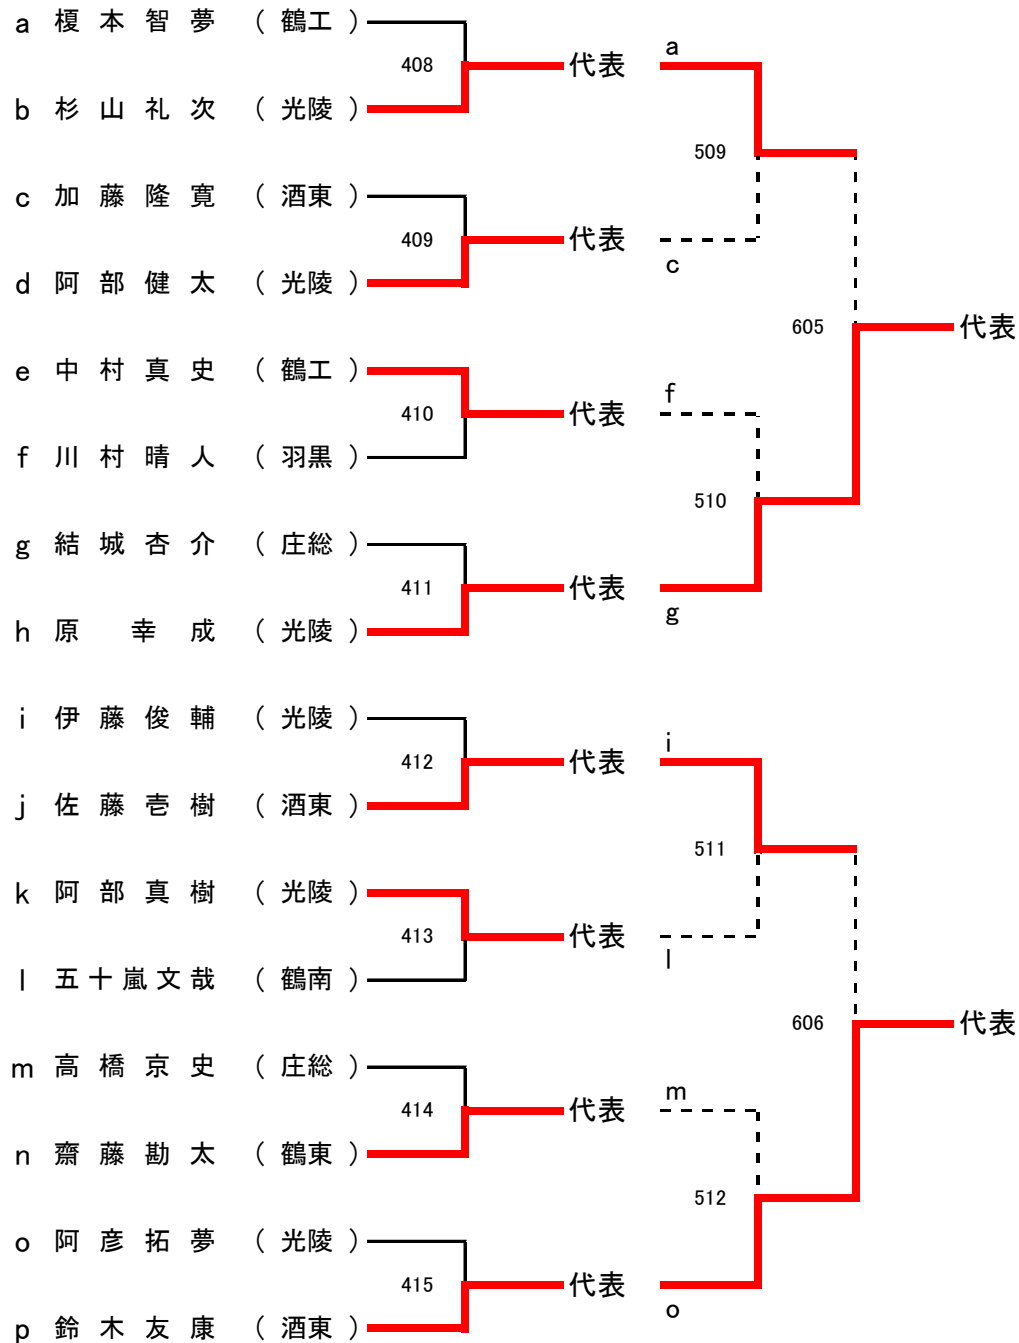 a 榎本智夢 （鶴工）
408 代表 a
b 杉山礼次 （光陵）
509
c 加藤隆寛 （酒東）
409 代表 c
d 阿部健太 （光陵）
605 代表
e 中村真史 （鶴工）
410 代表 f
f 川村晴人 （羽黒）
510
g 結城杏介 （庄総）
411 代表 g
h 原幸成 （光陵）
i 伊藤俊輔 （光陵）
412 代表 i
j 佐藤壱樹 （酒東）
511
k 阿部真樹 （光陵）
413 代表 l
l 五十嵐文哉 （鶴南）
606 代表
m 高橋京史 （庄総）
414 代表 m
n 齋藤勘太 （鶴東）
512
o 阿彦拓夢 （光陵）
415 代表 o
p 鈴木友康 （酒東）